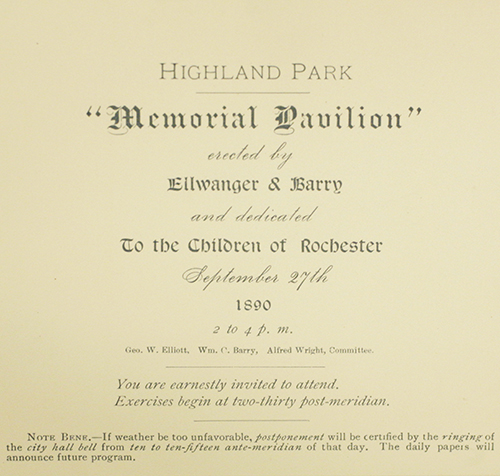 HIGHLAND PARK
"Memorial Pavilion"
erected by
Ellwanger & Barry
and dedicated
To the Children of Rochester
September 27th
1890
2 to 4 p. m.
Geo. W. Elliott, Wm. C. Barry, Alfred Wright, Committee.
You are earnestly invited to attend.
Exercises begin at two-thirty post-meridian.
NOTE BENE.—If weather be too unfavorable, postponement will be certified by the ringing of
the city hall bell from ten to ten-fifteen ante-meridian of that day. The daily papers will
announce future program.